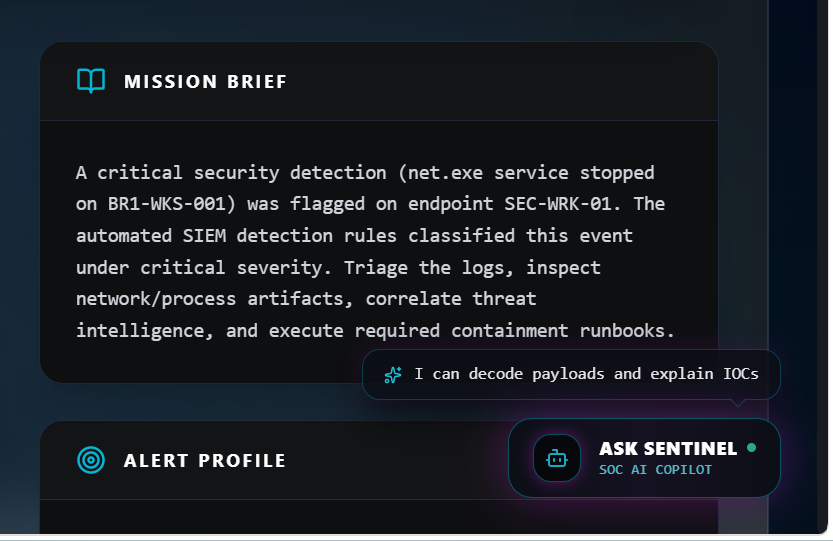 MISSION BRIEF
A critical security detection (net.exe service stopped
on BR1-WKS-001) was flagged on endpoint SEC-WRK-01. The
automated SIEM detection rules classified this event
under critical severity. Triage the logs, inspect
network/process artifacts, correlate threat
intelligence, and execute required containment runbooks.
I can decode payloads and explain IOCs
ASK SENTINEL
SOC AI COPILOT
ALERT PROFILE